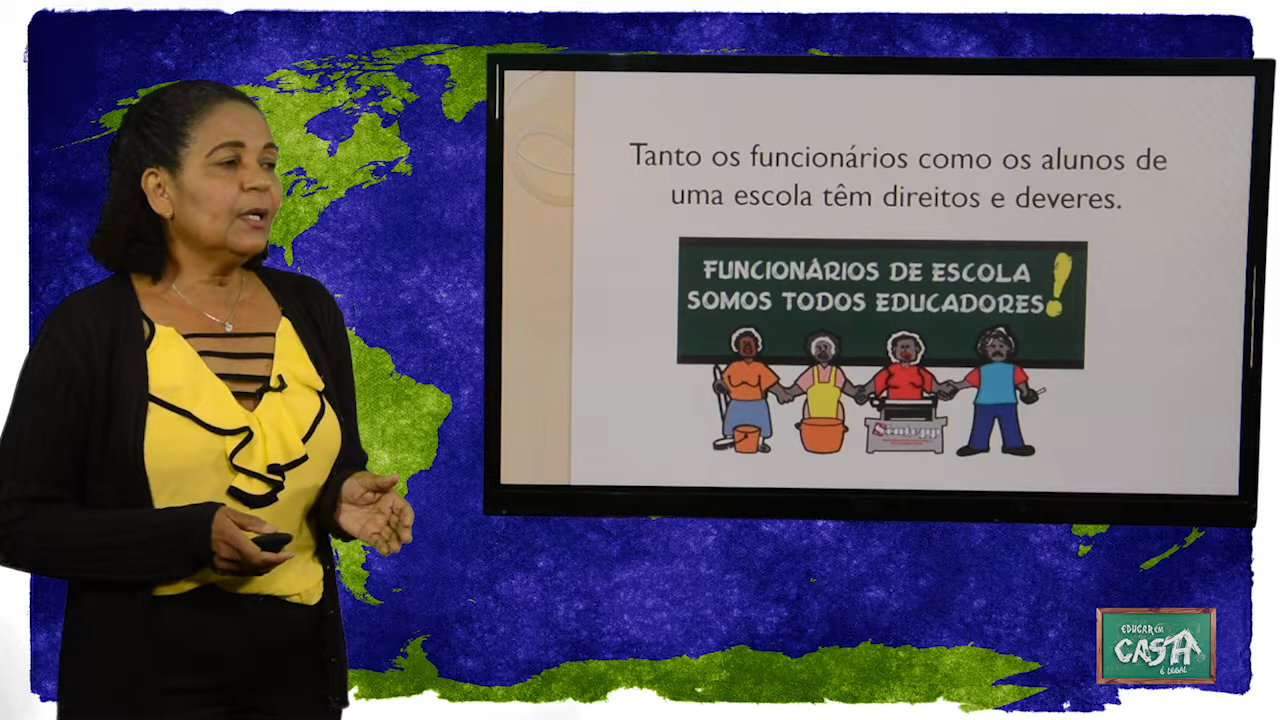 Tanto os funcionários como os alunos de
uma escola têm direitos e deveres.
FUNCIONÁRIOS DE ESCOLA
SOMOS TODOS EDUCADORES!
Sintepp
EDUCAR EM
CASA
É LEGAL